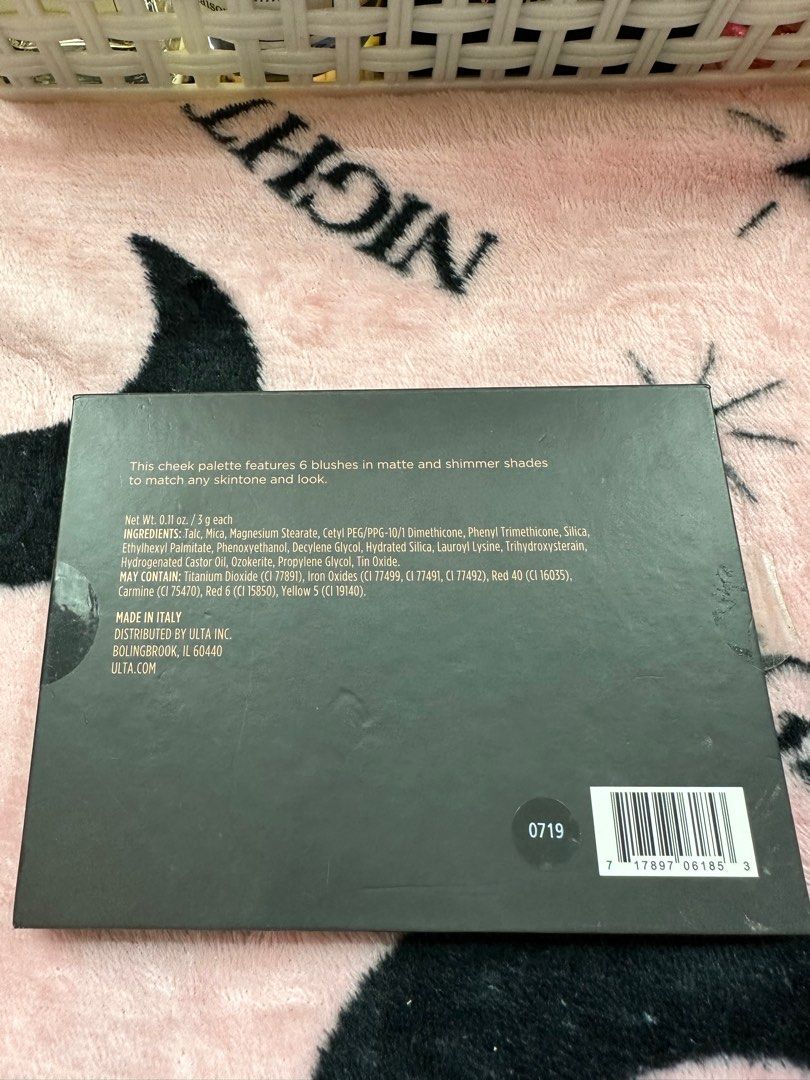 NIGHT
This cheek palette features 6 blushes in matte and shimmer shades
to match any skintone and look.
Net Wt. 0.11 oz. / 3 g each
INGREDIENTS: Talc, Mica, Magnesium Stearate, Cetyl PEG/PPG-10/1 Dimethicone, Phenyl Trimethicone, Silica,
Ethylhexyl Palmitate, Phenoxyethanol, Decylene Glycol, Hydrated Silica, Lauroyl Lysine, Trihydroxysterain,
Hydrogenated Castor Oil, Ozokerite, Propylene Glycol, Tin Oxide.
MAY CONTAIN: Titanium Dioxide (CI 77891), Iron Oxides (CI 77499, CI 77491, CI 77492), Red 40 (CI 16035),
Carmine (CI 75470), Red 6 (CI 15850), Yellow 5 (CI 19140).
MADE IN ITALY
DISTRIBUTED BY ULTA INC.
BOLINGBROOK, IL 60440
ULTA.COM
0719
7 17897 06185 3